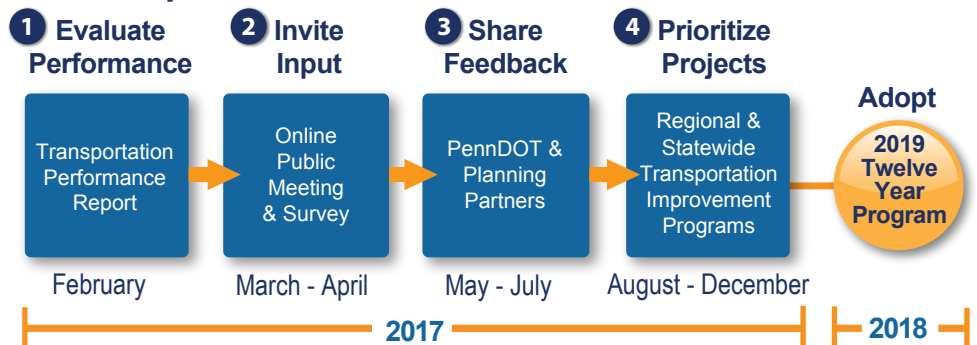 1 Evaluate
Performance
2 Invite
Input
3 Share
Feedback
4 Prioritize
Projects
Adopt
Transportation
Performance
Report
Online
Public
Meeting
& Survey
PennDOT &
Planning
Partners
Regional &
Statewide
Transportation
Improvement
Programs
2019
Twelve
Year
Program
February
March - April
May - July
August - December
2017
2018